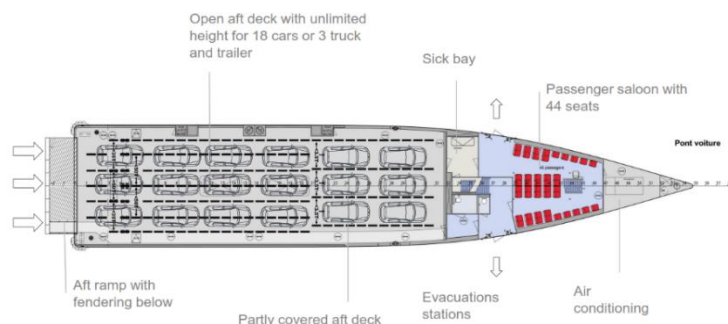 Open aft deck with unlimited
height for 18 cars or 3 truck
and trailer
Sick bay
Passenger saloon with
44 seats
Pont voiture
Aft ramp with
fendering below
Partly covered aft deck
Evacuations
stations
Air
conditioning